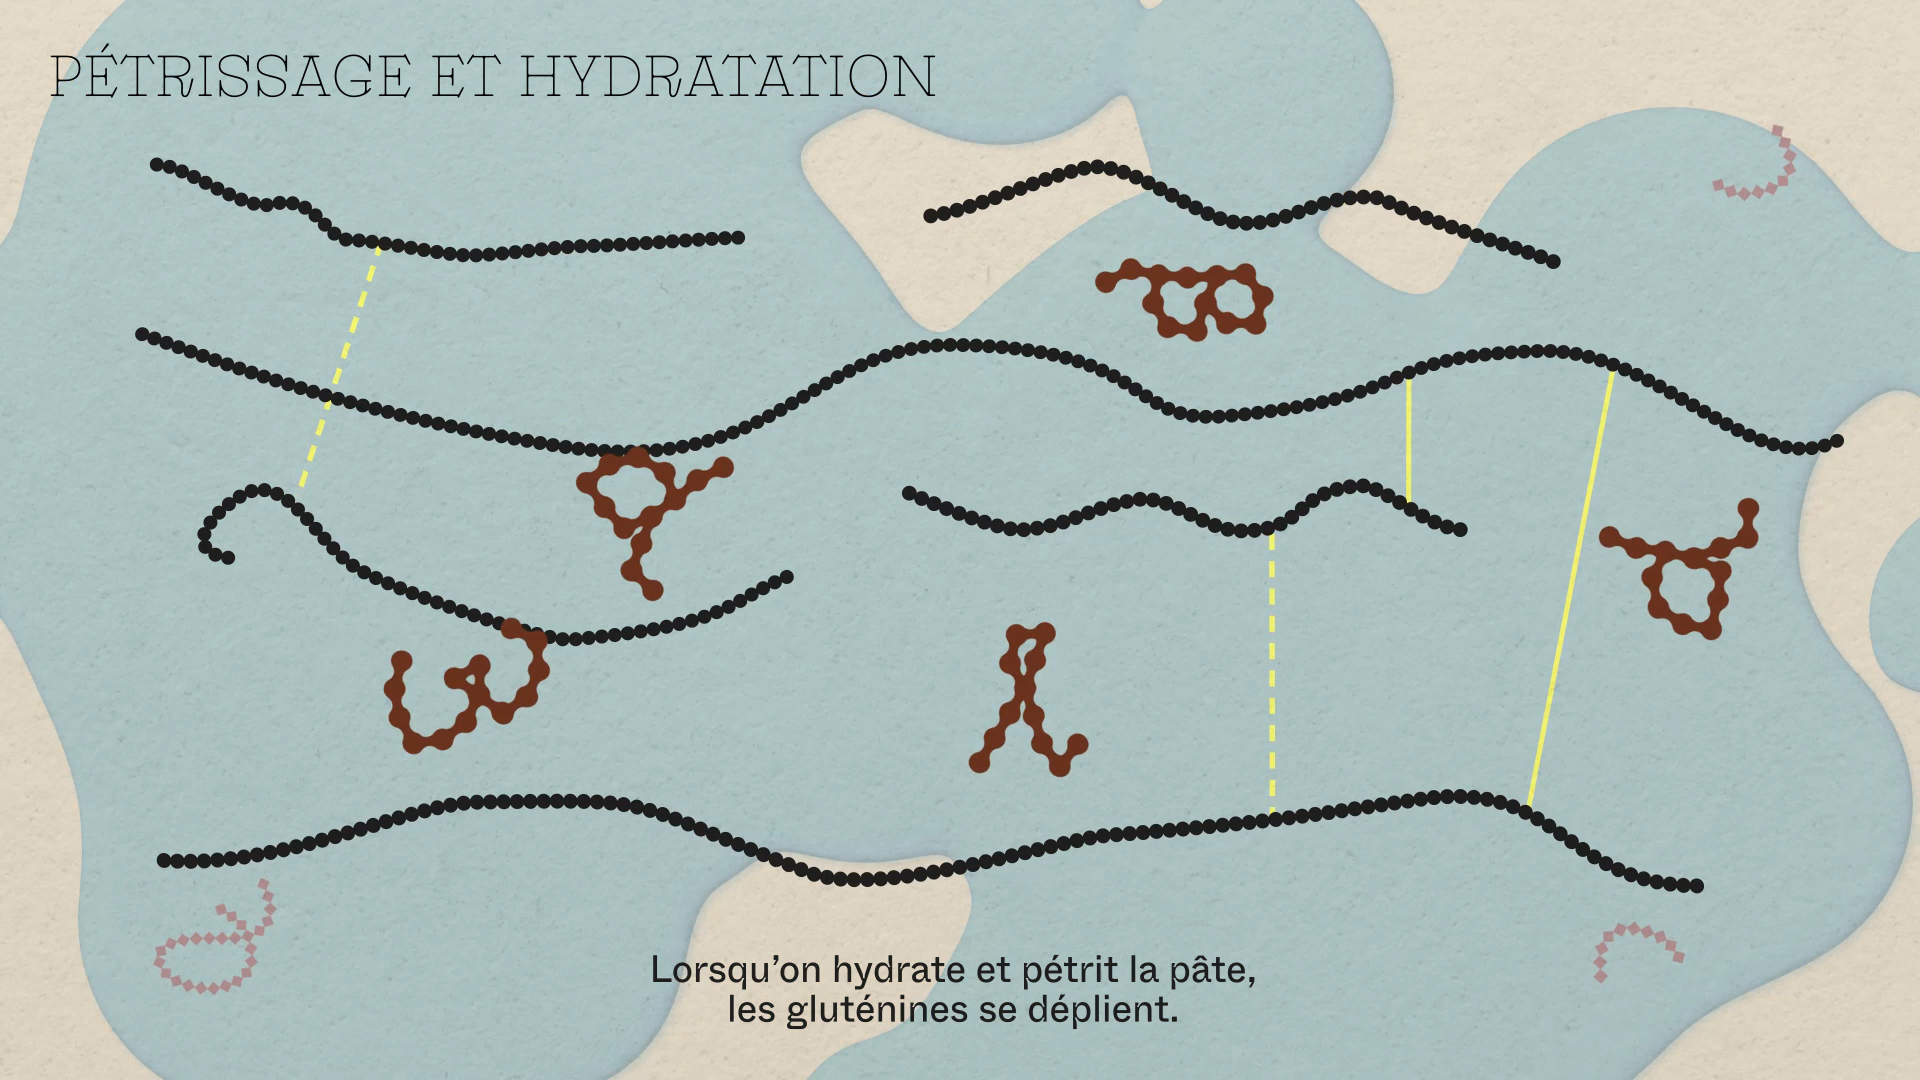 PÉTRISSAGE ET HYDRATATION
Lorsqu’on hydrate et pétrit la pâte,
les gluténines se déplient.